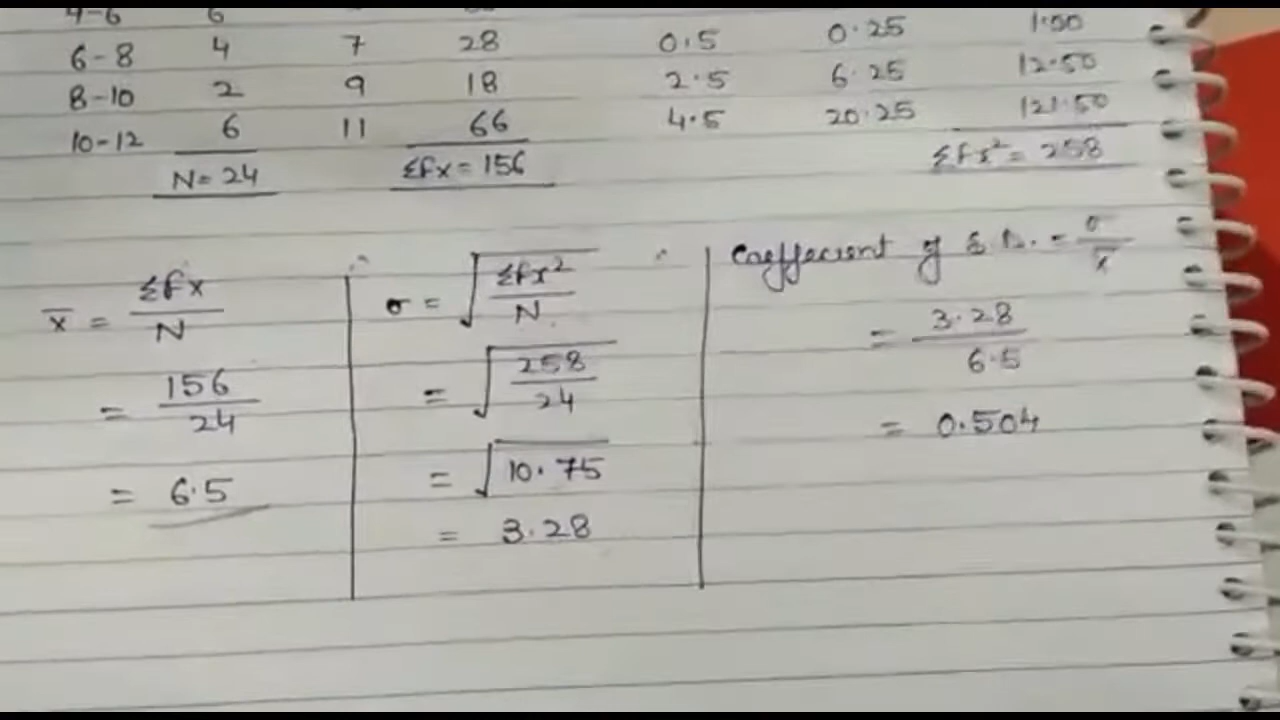 4-6 6
6-8 4 7 28 0.5 0.25 1.00
8-10 2 9 18 2.5 6.25 12.50
10-12 6 11 66 4.5 20.25 121.50
N=24 Σfx=156 Σfx²=258
x̄ = Σfx/N
= 156/24
= 6.5
σ = √(Σfx²/N)
= √(258/24)
= √10.75
= 3.28
Coeffecient of S.D. = σ/x̄
= 3.28/6.5
= 0.504